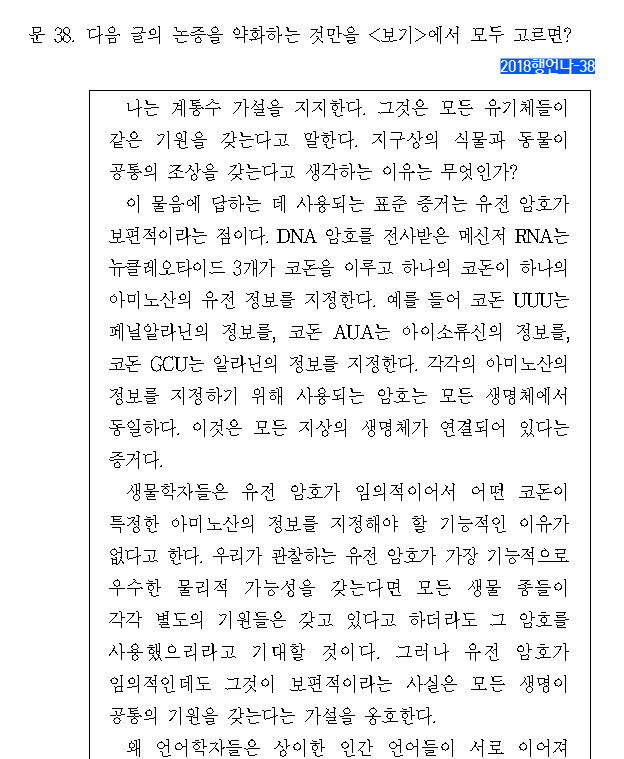 문 38. 다음 글의 논증을 약화하는 것만을 <보기>에서 모두 고르면?
2018행언나-38
나는 계통수 가설을 지지한다. 그것은 모든 유기체들이
같은 기원을 갖는다고 말한다. 지구상의 식물과 동물이
공통의 조상을 갖는다고 생각하는 이유는 무엇인가?
이 물음에 답하는 데 사용되는 표준 증거는 유전 암호가
보편적이라는 점이다. DNA 암호를 전사받은 메신저 RNA는
뉴클레오타이드 3개가 코돈을 이루고 하나의 코돈이 하나의
아미노산의 유전 정보를 지정한다. 예를 들어 코돈 UUU는
페닐알라닌의 정보를, 코돈 AUA는 아이소류신의 정보를,
코돈 GCU는 알라닌의 정보를 지정한다. 각각의 아미노산의
정보를 지정하기 위해 사용되는 암호는 모든 생명체에서
동일하다. 이것은 모든 지상의 생명체가 연결되어 있다는
증거다.
생물학자들은 유전 암호가 임의적이어서 어떤 코돈이
특정한 아미노산의 정보를 지정해야 할 기능적인 이유가
없다고 한다. 우리가 관찰하는 유전 암호가 가장 기능적으로
우수한 물리적 가능성을 갖는다면 모든 생물 종들이
각각 별도의 기원들은 갖고 있다고 하더라도 그 암호를
사용했으리라고 기대할 것이다. 그러나 유전 암호가
임의적인데도 그것이 보편적이라는 사실은 모든 생명이
공통의 기원을 갖는다는 가설을 옹호한다.
왜 언어학자들은 상이한 인간 언어들이 서로 이어져